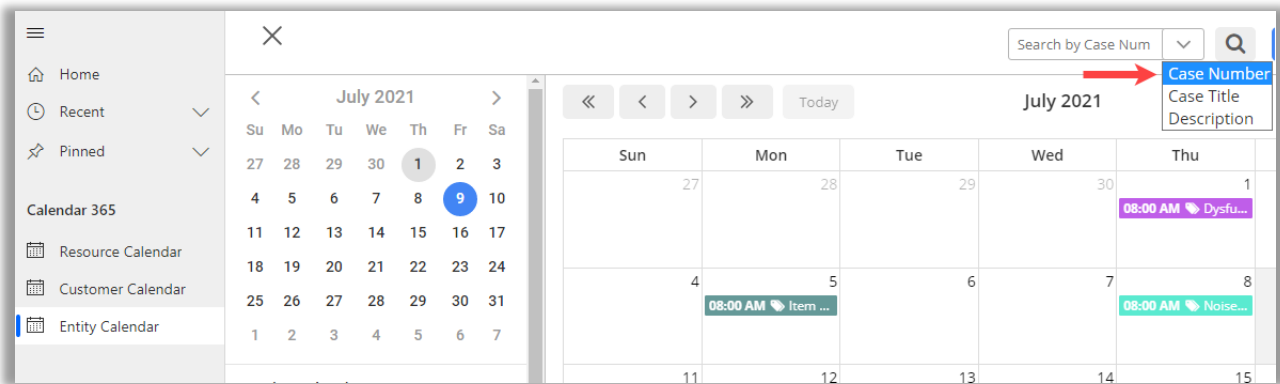 Home
Recent
Pinned
Calendar 365
Resource Calendar
Customer Calendar
Entity Calendar
July 2021
Su Mo Tu We Th Fr Sa
27 28 29 30 1 2 3
4 5 6 7 8 9 10
11 12 13 14 15 16 17
18 19 20 21 22 23 24
25 26 27 28 29 30 31
1 2 3 4 5 6 7
Search by Case Num
Case Number
Case Title
Description
Today
July 2021
Sun Mon Tue Wed Thu
27 28 29 30 1
08:00 AM Dysfu...
4 5 6 7 8
08:00 AM Item ... 08:00 AM Noise...
11 12 13 14 15